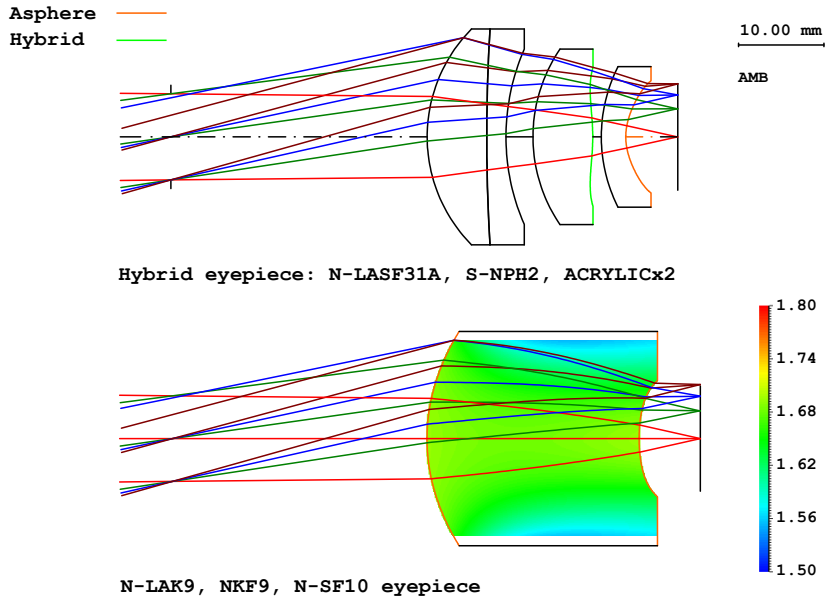 Asphere
Hybrid
10.00 mm
AMB
Hybrid eyepiece: N-LASF31A, S-NPH2, ACRYLICx2
1.80
1.74
1.68
1.62
1.56
1.50
N-LAK9, NKF9, N-SF10 eyepiece